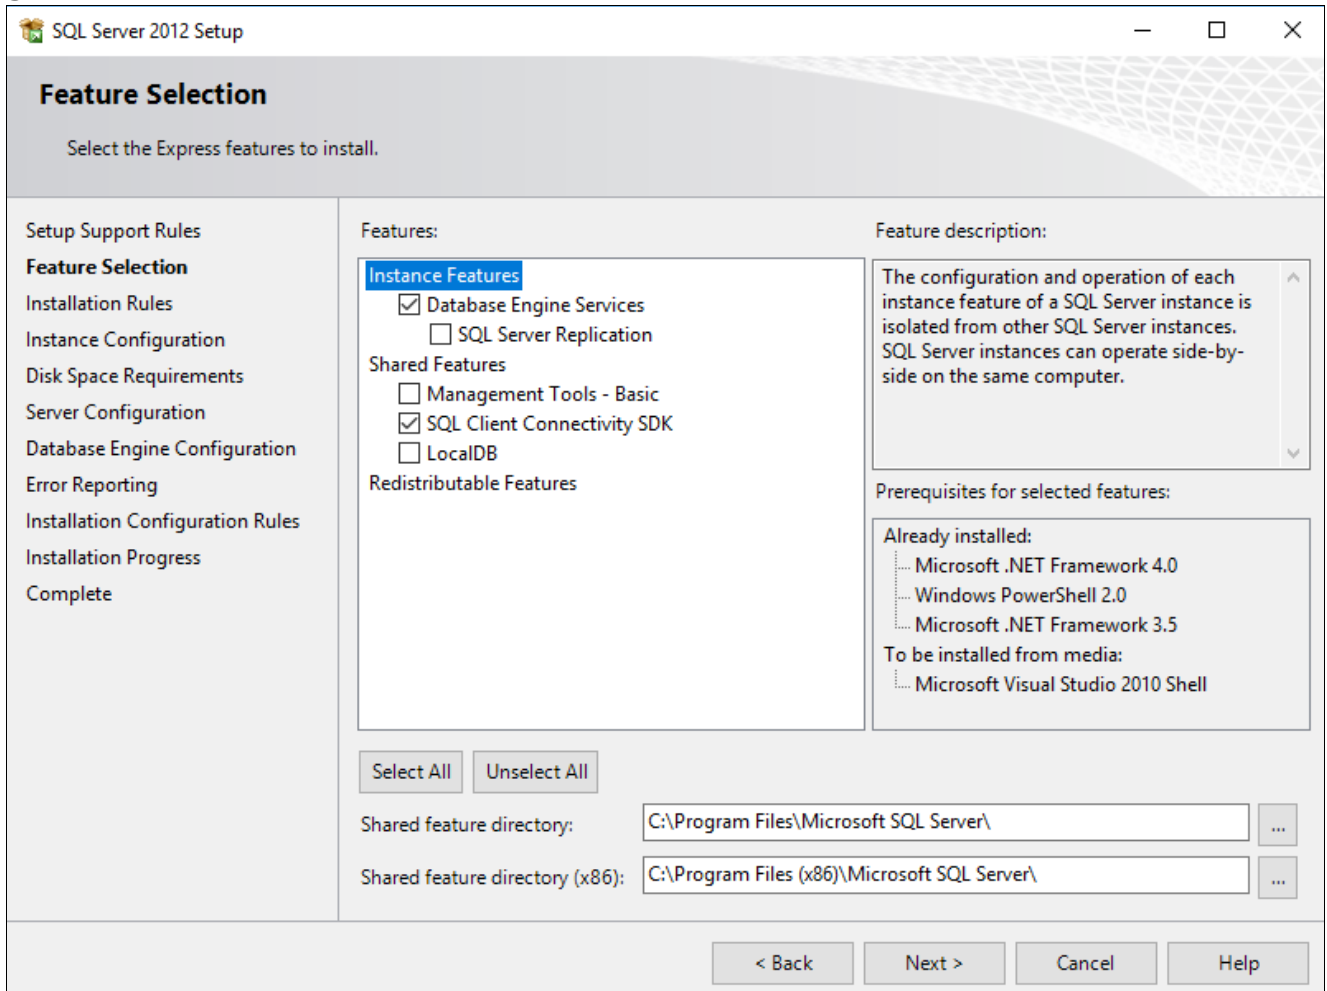 SQL Server 2012 Setup
Feature Selection
Select the Express features to install.
Setup Support Rules
Feature Selection
Installation Rules
Instance Configuration
Disk Space Requirements
Server Configuration
Database Engine Configuration
Error Reporting
Installation Configuration Rules
Installation Progress
Complete
Features:
Instance Features
Database Engine Services
SQL Server Replication
Shared Features
Management Tools - Basic
SQL Client Connectivity SDK
LocalDB
Redistributable Features
Feature description:
The configuration and operation of each
instance feature of a SQL Server instance is
isolated from other SQL Server instances.
SQL Server instances can operate side-by-
side on the same computer.
Prerequisites for selected features:
Already installed:
Microsoft .NET Framework 4.0
Windows PowerShell 2.0
Microsoft .NET Framework 3.5
To be installed from media:
Microsoft Visual Studio 2010 Shell
Select All
Unselect All
Shared feature directory:
C:\Program Files\Microsoft SQL Server\
...
Shared feature directory (x86):
C:\Program Files (x86)\Microsoft SQL Server\
...
< Back
Next >
Cancel
Help